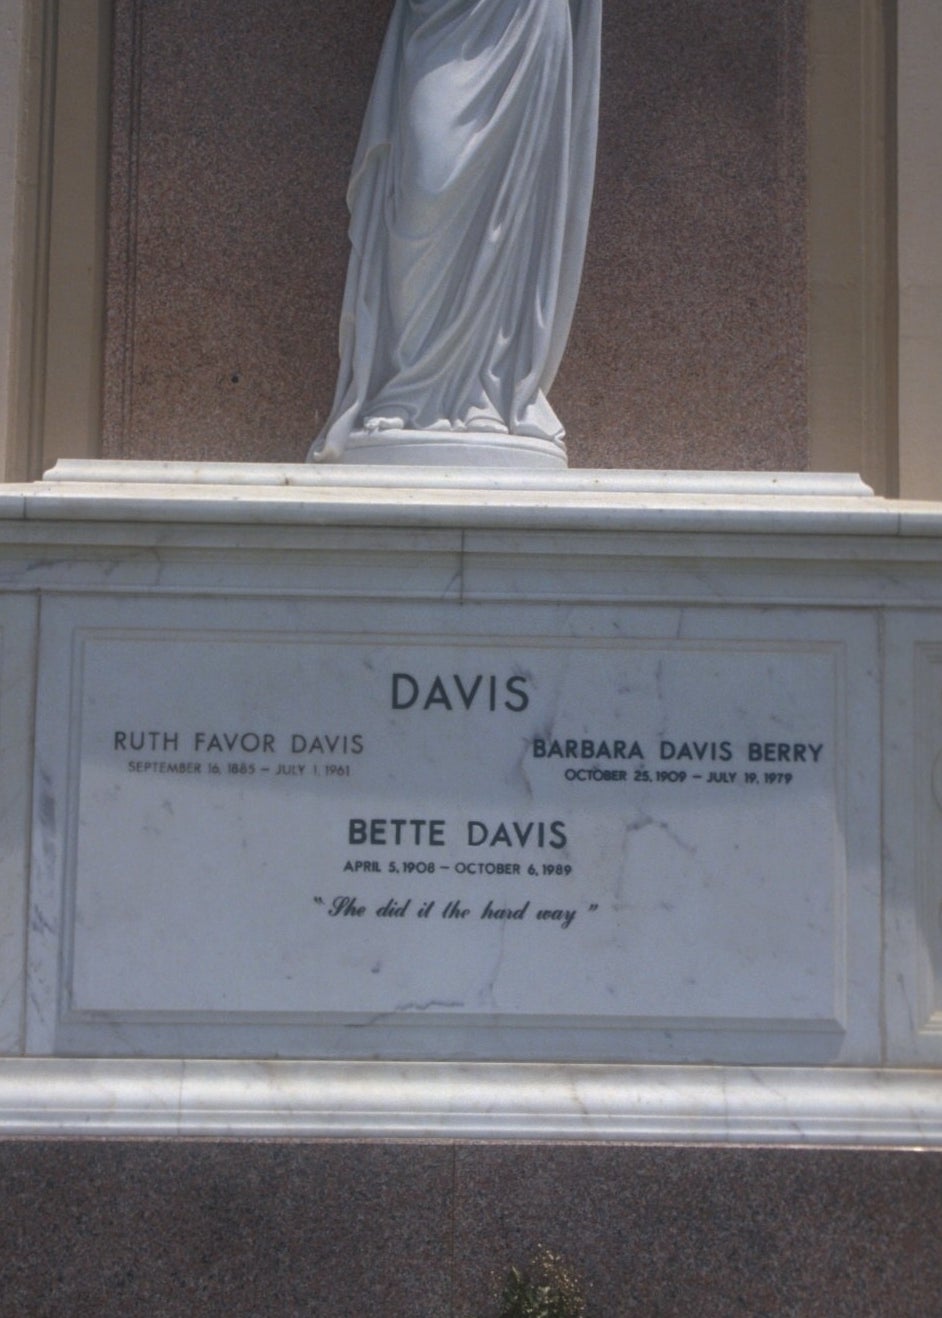 DAVIS
RUTH FAVOR DAVIS
SEPTEMBER 16, 1885 – JULY 1, 1961
BARBARA DAVIS BERRY
OCTOBER 25, 1909 – JULY 19, 1979
BETTE DAVIS
APRIL 5, 1908 – OCTOBER 6, 1989
"She did it the hard way"